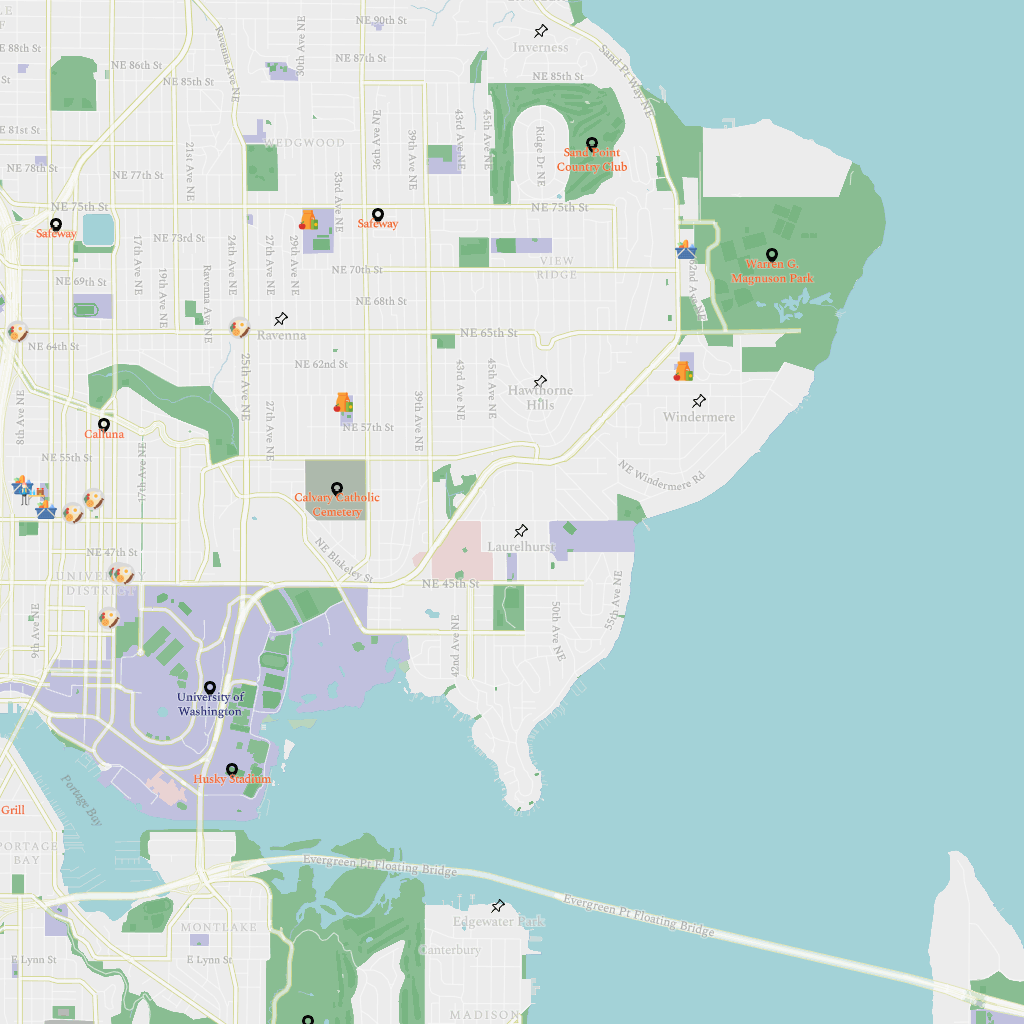 NE 90th St
Inverness
NE 88th St
NE 86th St
NE 87th St
NE 85th St
NE 85th St
Ravenna Ave NE
30th Ave NE
Sand Pt Way NE
E 81st St
WEDGWOOD
36th Ave NE
39th Ave NE
43rd Ave NE
45th Ave NE
Ridge Dr NE
Sand Point
Country Club
NE 78th St
NE 77th St
21st Ave NE
33rd Ave NE
NE 75th St
NE 75th St
Safeway
Safeway
17th Ave NE
NE 73rd St
24th Ave NE
27th Ave NE
29th Ave NE
NE 70th St
VIEW
RIDGE
Warren G.
Magnuson Park
62nd Ave NE
NE 69th St
19th Ave NE
Ravenna Ave NE
NE 68th St
NE 65th St
Ravenna
NE 64th St
NE 62nd St
25th Ave NE
43rd Ave NE
45th Ave NE
Hawthorne
Hills
Windermere
8th Ave NE
39th Ave NE
27th Ave NE
NE 57th St
Calluna
NE 55th St
17th Ave NE
NE Windermere Rd
Calvary Catholic
Cemetery
Laurelhurst
NE 47th St
NE Blakeley St
UNIVERSITY
DISTRICT
NE 45th St
9th Ave NE
42nd Ave NE
50th Ave NE
55th Ave NE
University of
Washington
Husky Stadium
Portage Bay
Grill
PORTAGE
BAY
Evergreen Pt Floating Bridge
Evergreen Pt Floating Bridge
MONTLAKE
Edgewater Park
Canterbury
E Lynn St
E Lynn St
MADISON